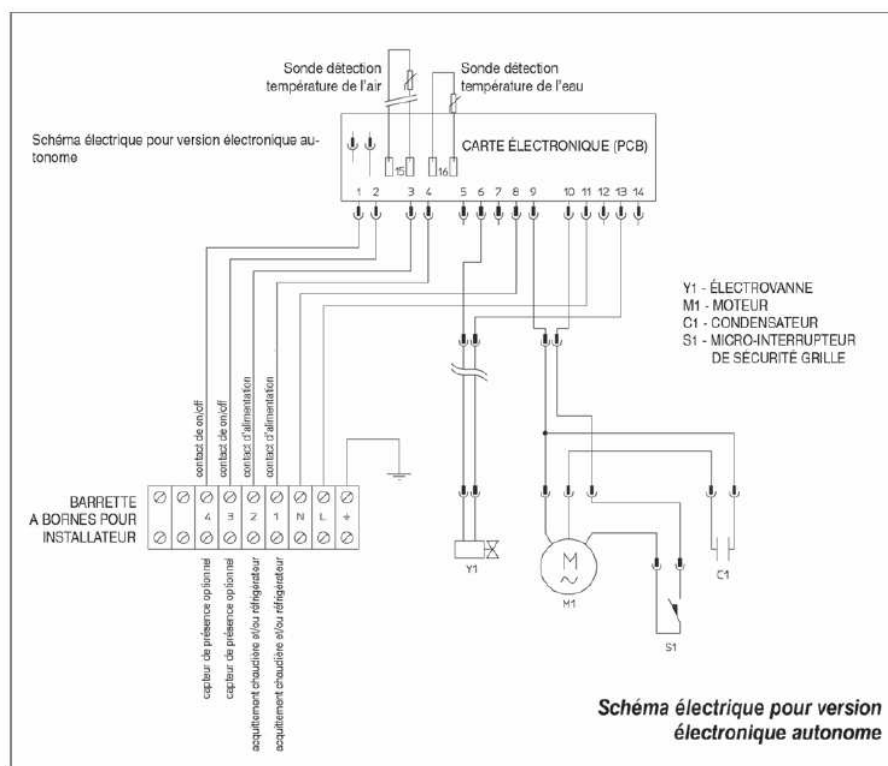 Sonde détection
température de l'air
Sonde détection
température de l'eau
Schéma électrique pour version électronique au-
tonome
CARTE ÉLECTRONIQUE (PCB)
15
16
1 2 3 4 5 6 7 8 9 10 11 12 13 14
Y1 - ÉLECTROVANNE
M1 - MOTEUR
C1 - CONDENSATEUR
S1 - MICRO-INTERRUPTEUR
DE SÉCURITÉ GRILLE
contact de on/off
contact de on/off
contact d'alimentation
contact d'alimentation
BARRETTE
A BORNES POUR
INSTALLATEUR
4 3 2 1 N L
capteur de présence optionnel
capteur de présence optionnel
acquittement chaudière et/ou réfrigérateur
acquittement chaudière et/ou réfrigérateur
Y1
M
M1
C1
S1
Schéma électrique pour version
électronique autonome